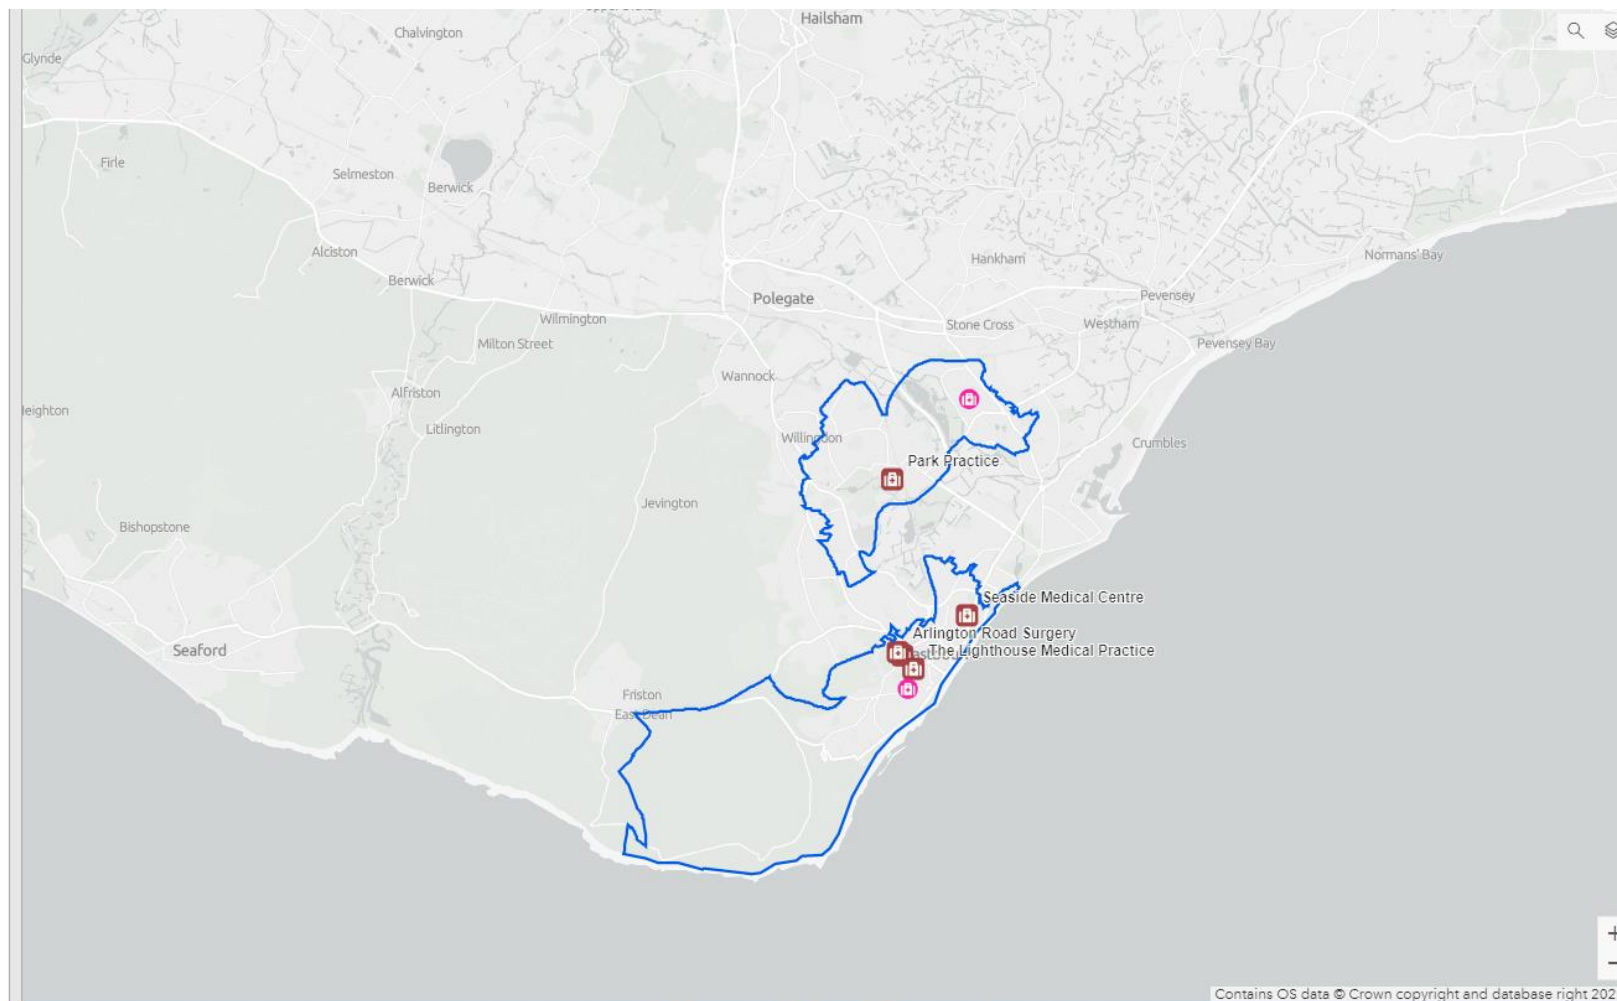 Hailsham
Chalvington
Glynde
Firle
Selmeston
Berwick
Alciston
Normans' Bay
Hankham
Berwick
Pevensey
Polegate
Wilmington
Stone Cross
Westham
Milton Street
Pevensey Bay
Wannock
Alfriston
Litlington
Willingdon
Crumbles
Park Practice
Jevington
Bishopstone
Seaside Medical Centre
Arlington Road Surgery
Seaford
The Lighthouse Medical Practice
Friston
East Dean
+
−
Contains OS data © Crown copyright and database right 202